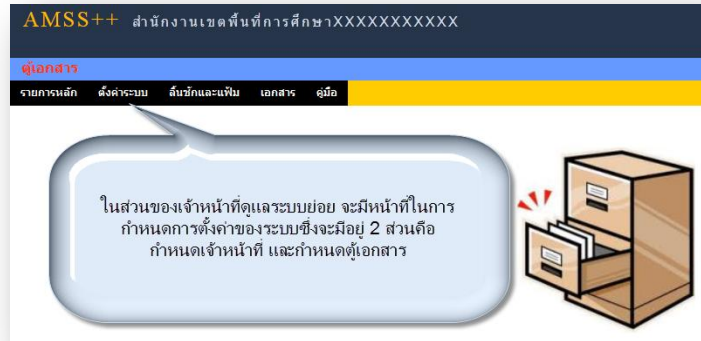 AMSS++ สำนักงานเขตพื้นที่การศึกษาXXXXXXXXXXX
ตู้เอกสาร
รายการหลัก ตั้งค่าระบบ ลิ้นชักและแฟ้ม เอกสาร คู่มือ
ในส่วนของเจ้าหน้าที่ดูแลระบบย่อย จะมีหน้าที่ในการ
กำหนดการตั้งค่าของระบบซึ่งจะมีอยู่ 2 ส่วนคือ
กำหนดเจ้าหน้าที่ และกำหนดตู้เอกสาร